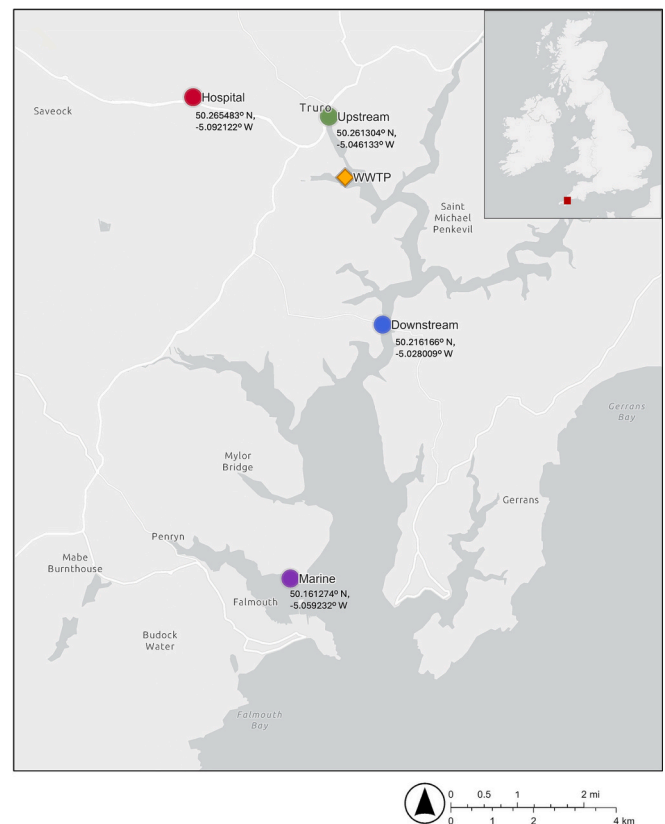 Hospital
50.265483º N,
-5.092122º W
Saveock
Truro
Upstream
50.261304º N,
-5.046133º W
WWTP
Saint
Michael
Penkevil
Downstream
50.216166º N,
-5.028009º W
Gerrans
Bay
Mylor
Bridge
Gerrans
Penryn
Mabe
Burnthouse
Marine
50.161274º N,
-5.059232º W
Falmouth
Budock
Water
Falmouth
Bay
0 0.5 1 2 mi
0 1 2 4 km